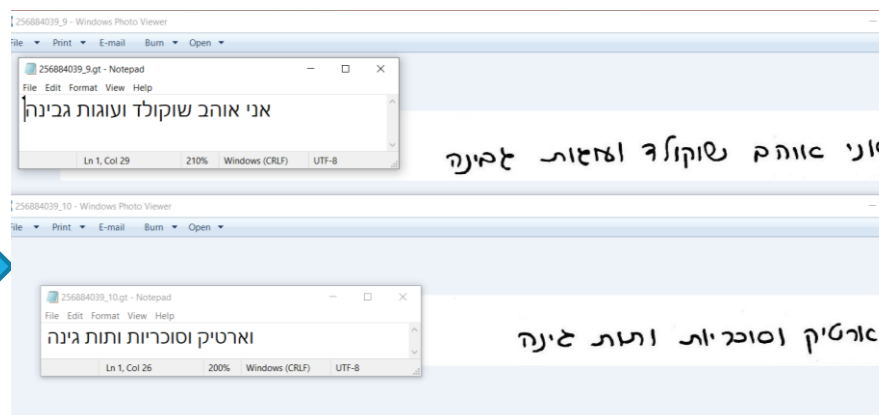 256884039_9 - Windows Photo Viewer
File Print E-mail Burn Open
256884039_9.gt - Notepad
File Edit Format View Help
אני אוהב שוקולד ועוגות גבינה
Ln 1, Col 29 210% Windows (CRLF) UTF-8
אני אוהב שוקולד ועוגות גבינה
256884039_10 - Windows Photo Viewer
File Print E-mail Burn Open
256884039_10.gt - Notepad
File Edit Format View Help
וארטיק וסוכריות ותות גינה
Ln 1, Col 26 200% Windows (CRLF) UTF-8
ארטיק וסוכריות ותות גינה